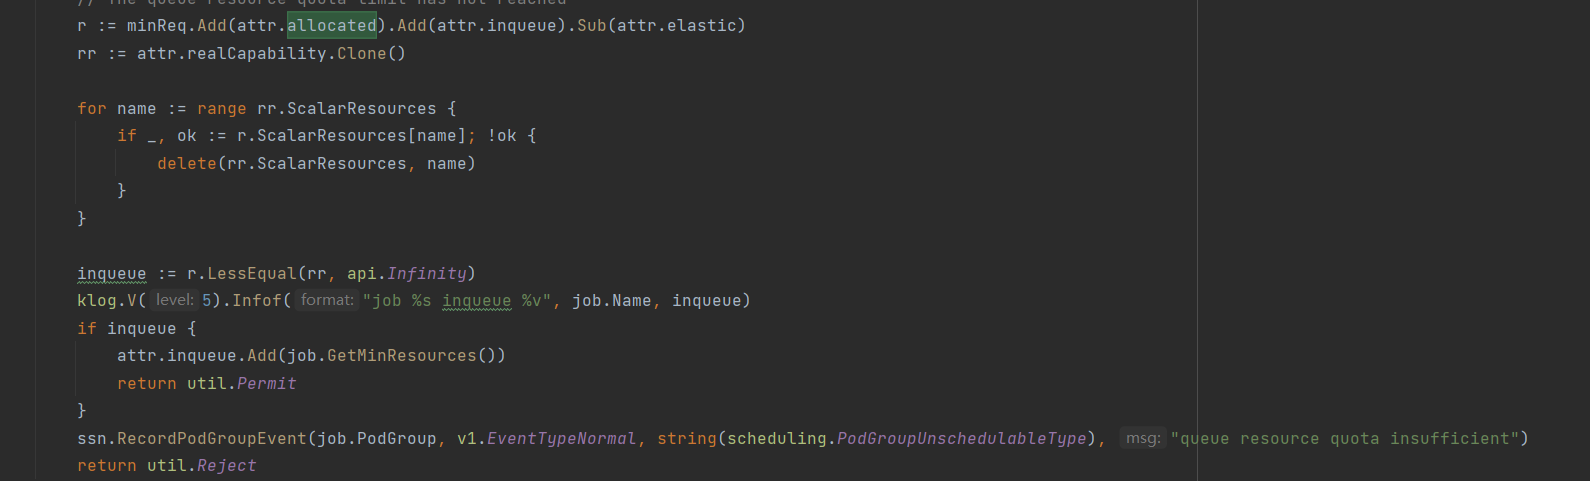 // The queue resource quota limit has not reached
r := minReq.Add(attr.allocated).Add(attr.inqueue).Sub(attr.elastic)
rr := attr.realCapability.Clone()
for name := range rr.ScalarResources {
if _, ok := r.ScalarResources[name]; !ok {
delete(rr.ScalarResources, name)
}
}
inqueue := r.LessEqual(rr, api.Infinity)
klog.V( level: 5).Infof( format: "job %s inqueue %v", job.Name, inqueue)
if inqueue {
attr.inqueue.Add(job.GetMinResources())
return util.Permit
}
ssn.RecordPodGroupEvent(job.PodGroup, v1.EventTypeNormal, string(scheduling.PodGroupUnschedulableType), msg: "queue resource quota insufficient")
return util.Reject